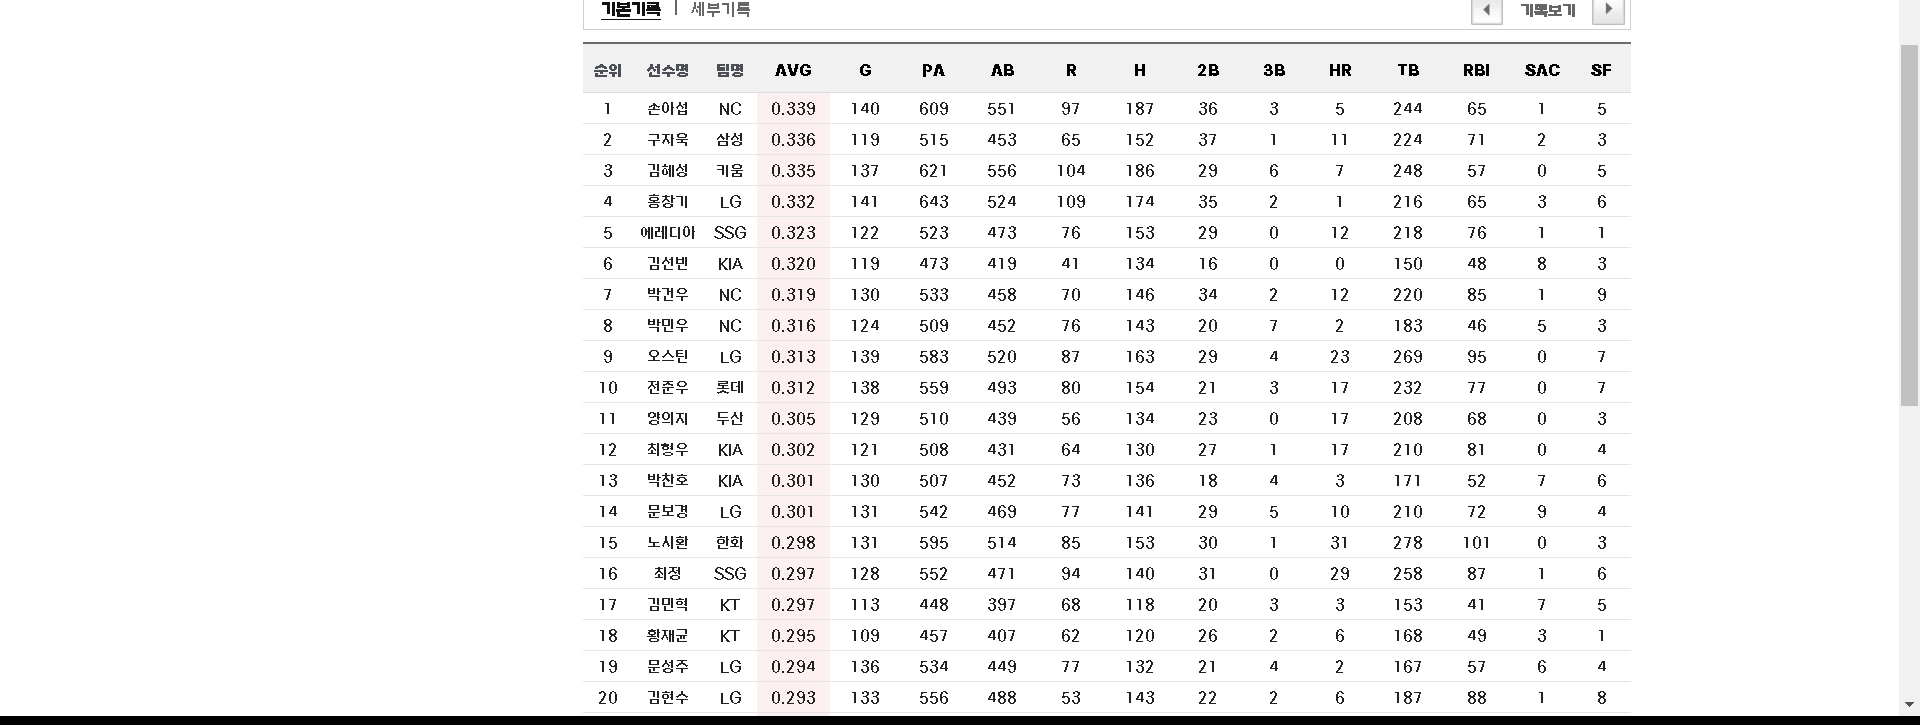 기본기록 | 세부기록 기록보기
순위 선수명 팀명 AVG G PA AB R H 2B 3B HR TB RBI SAC SF
1 손아섭 NC 0.339 140 609 551 97 187 36 3 5 244 65 1 5
2 구자욱 삼성 0.336 119 515 453 65 152 37 1 11 224 71 2 3
3 김혜성 키움 0.335 137 621 556 104 186 29 6 7 248 57 0 5
4 홍창기 LG 0.332 141 643 524 109 174 35 2 1 216 65 3 6
5 에레디아 SSG 0.323 122 523 473 76 153 29 0 12 218 76 1 1
6 김선빈 KIA 0.320 119 473 419 41 134 16 0 0 150 48 8 3
7 박건우 NC 0.319 130 533 458 70 146 34 2 12 220 85 1 9
8 박민우 NC 0.316 124 509 452 76 143 20 7 2 183 46 5 3
9 오스틴 LG 0.313 139 583 520 87 163 29 4 23 269 95 0 7
10 전준우 롯데 0.312 138 559 493 80 154 21 3 17 232 77 0 7
11 양의지 두산 0.305 129 510 439 56 134 23 0 17 208 68 0 3
12 최형우 KIA 0.302 121 508 431 64 130 27 1 17 210 81 0 4
13 박찬호 KIA 0.301 130 507 452 73 136 18 4 3 171 52 7 6
14 문보경 LG 0.301 131 542 469 77 141 29 5 10 210 72 9 4
15 노시환 한화 0.298 131 595 514 85 153 30 1 31 278 101 0 3
16 최정 SSG 0.297 128 552 471 94 140 31 0 29 258 87 1 6
17 김민혁 KT 0.297 113 448 397 68 118 20 3 3 153 41 7 5
18 황재균 KT 0.295 109 457 407 62 120 26 2 6 168 49 3 1
19 문성주 LG 0.294 136 534 449 77 132 21 4 2 167 57 6 4
20 김현수 LG 0.293 133 556 488 53 143 22 2 6 187 88 1 8